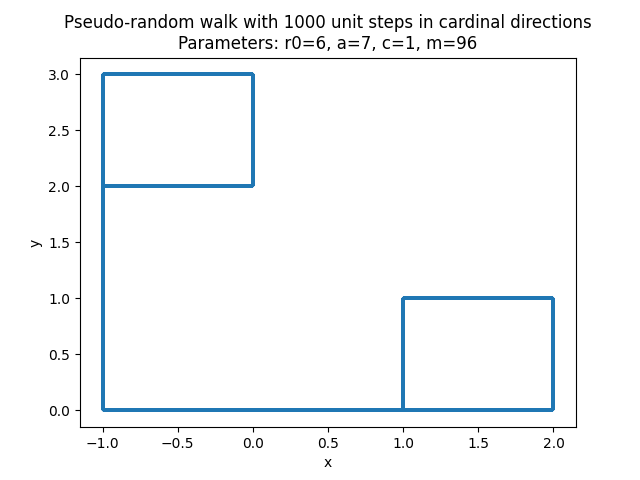 Pseudo-random walk with 1000 unit steps in cardinal directions
Parameters: r0=6, a=7, c=1, m=96
3.0
2.5
2.0
1.5
1.0
0.5
0.0
y
−1.0 −0.5 0.0 0.5 1.0 1.5 2.0
x